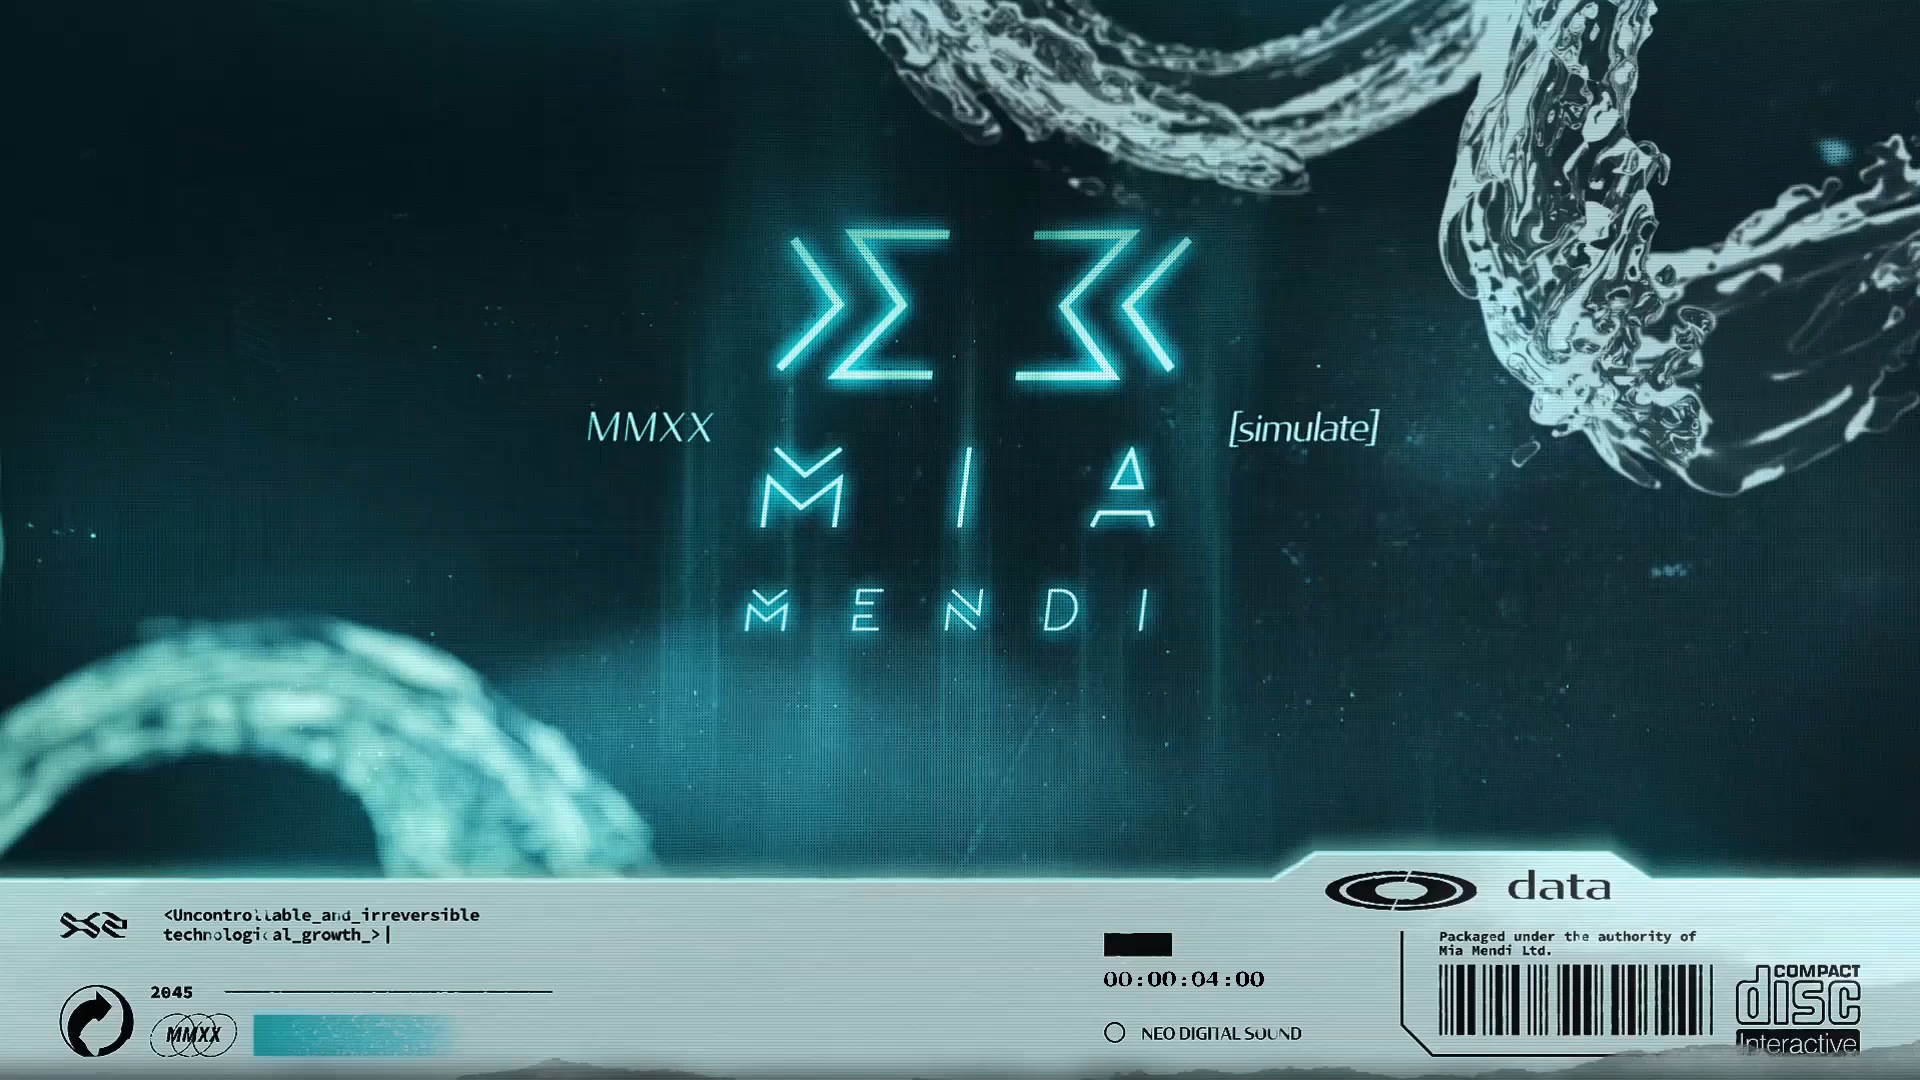 MMXX
[simulate]
MIA
MENDI
<Uncontrollable_and_irreversible
technological_growth_>|
2045
MMXX
00:00:04:00
NEO DIGITAL SOUND
data
Packaged under the authority of
Mia Mendi Ltd.
COMPACT
disc
Interactive